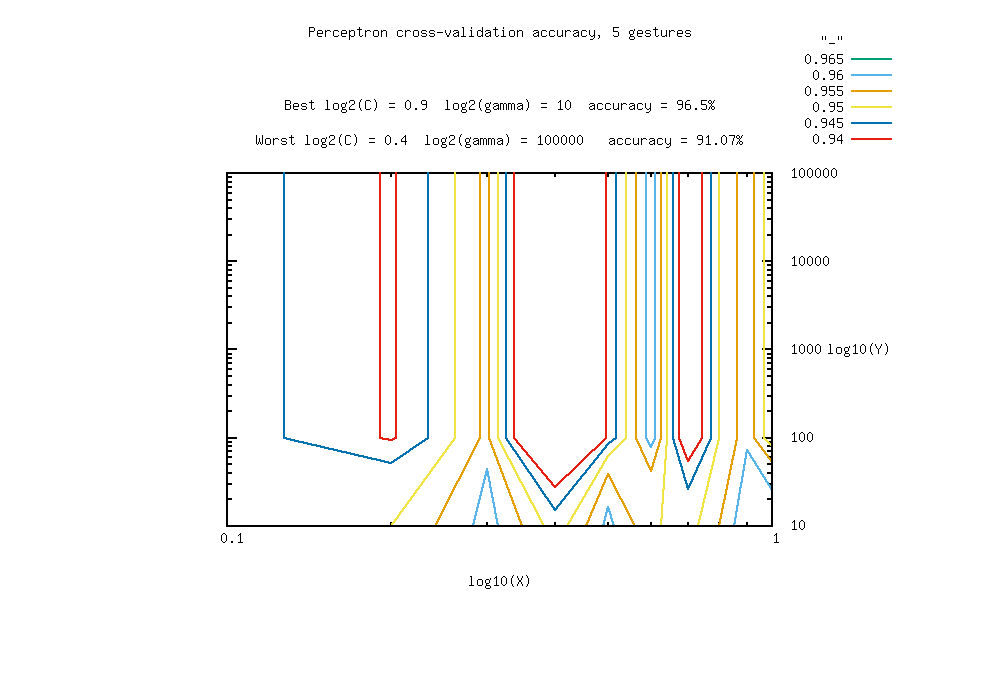 Perceptron cross-validation accuracy, 5 gestures
"_"
0.965
0.96
0.955
0.95
0.945
0.94
Best log2(C) = 0.9  log2(gamma) = 10  accuracy = 96.5%
Worst log2(C) = 0.4  log2(gamma) = 100000   accuracy = 91.07%
100000
10000
1000
log10(Y)
100
10
0.1
1
log10(X)